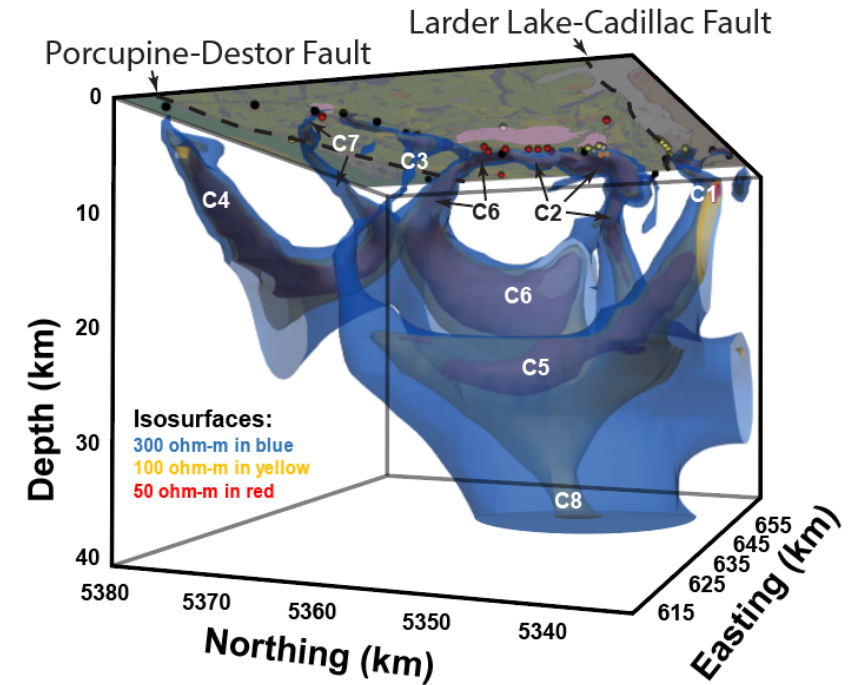 Larder Lake-Cadillac Fault
Porcupine-Destor Fault
0
10
20
30
40
Depth (km)
C7
C3
C4
C1
C6
C2
C6
C5
C8
Isosurfaces:
300 ohm-m in blue
100 ohm-m in yellow
50 ohm-m in red
5380
5370
5360
5350
5340
Northing (km)
655
645
635
625
615
Easting (km)